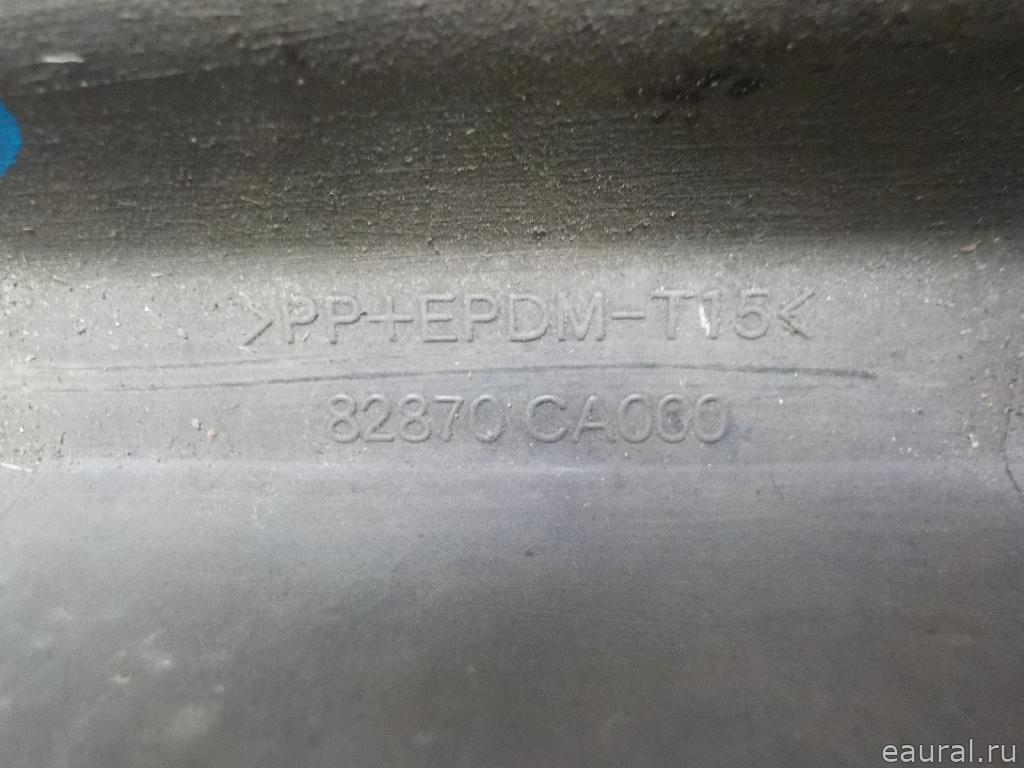 >PP+EPDM-T15<
82870 CA000
eaural.ru